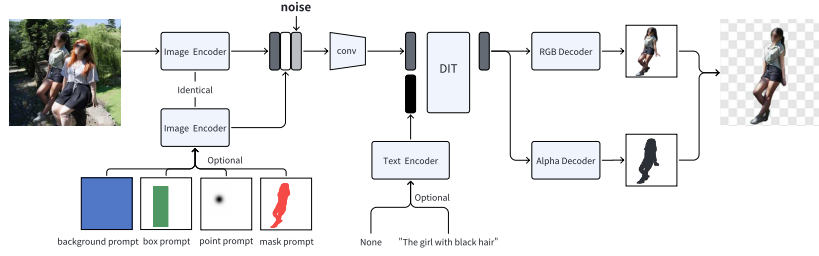 noise
Image Encoder
conv
DIT
RGB Decoder
Identical
Image Encoder
Optional
Text Encoder
Alpha Decoder
Optional
background prompt
box prompt
point prompt
mask prompt
None
"The girl with black hair"